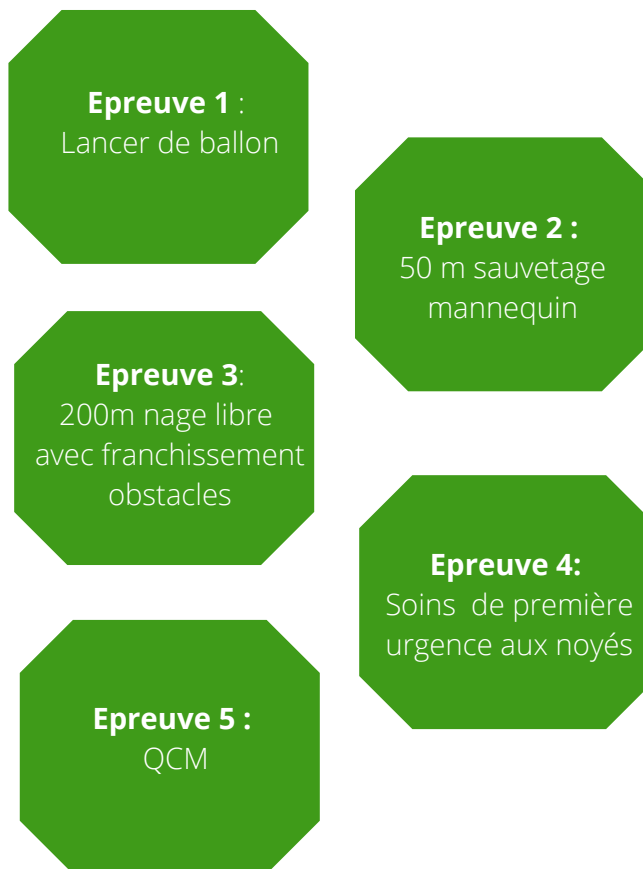 Epreuve 1 :
Lancer de ballon
Epreuve 2 :
50 m sauvetage
mannequin
Epreuve 3:
200m nage libre
avec franchissement
obstacles
Epreuve 4:
Soins de première
urgence aux noyés
Epreuve 5 :
QCM